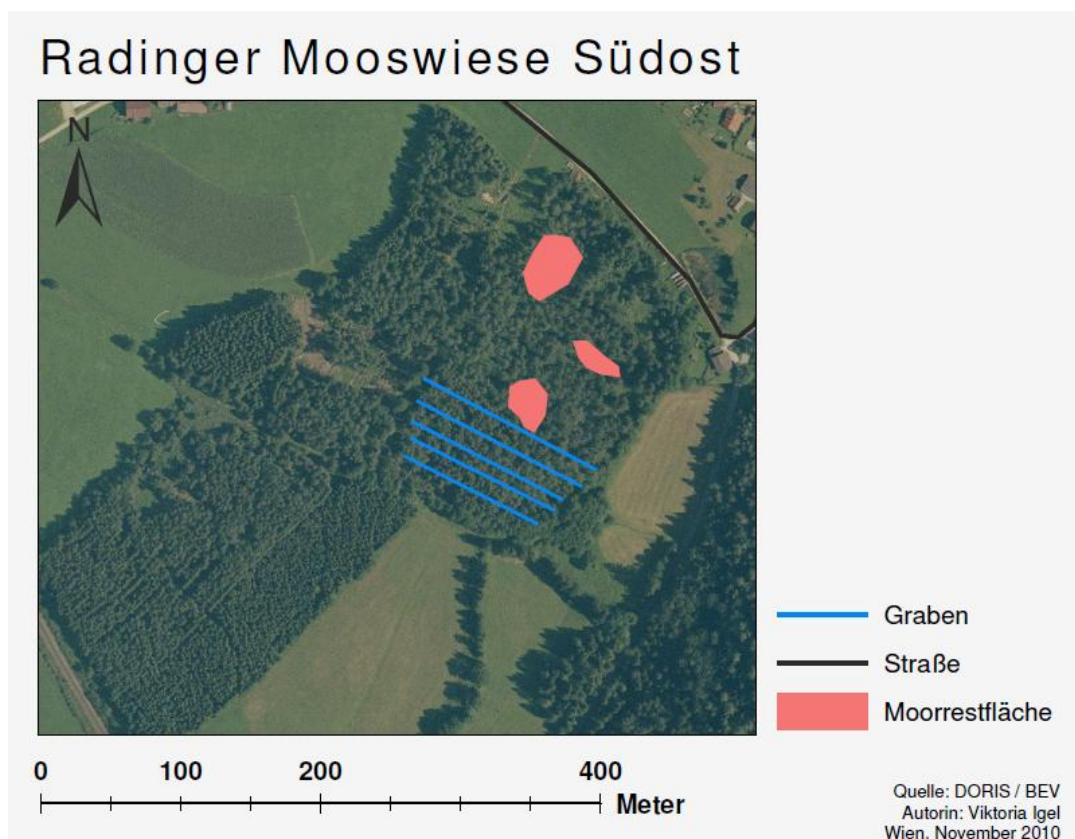 Radinger Mooswiese Südost
N
Graben
Straße
Moorrestfläche
0 100 200 400
Meter
Quelle: DORIS / BEV
Autorin: Viktoria Igel
Wien, November 2010